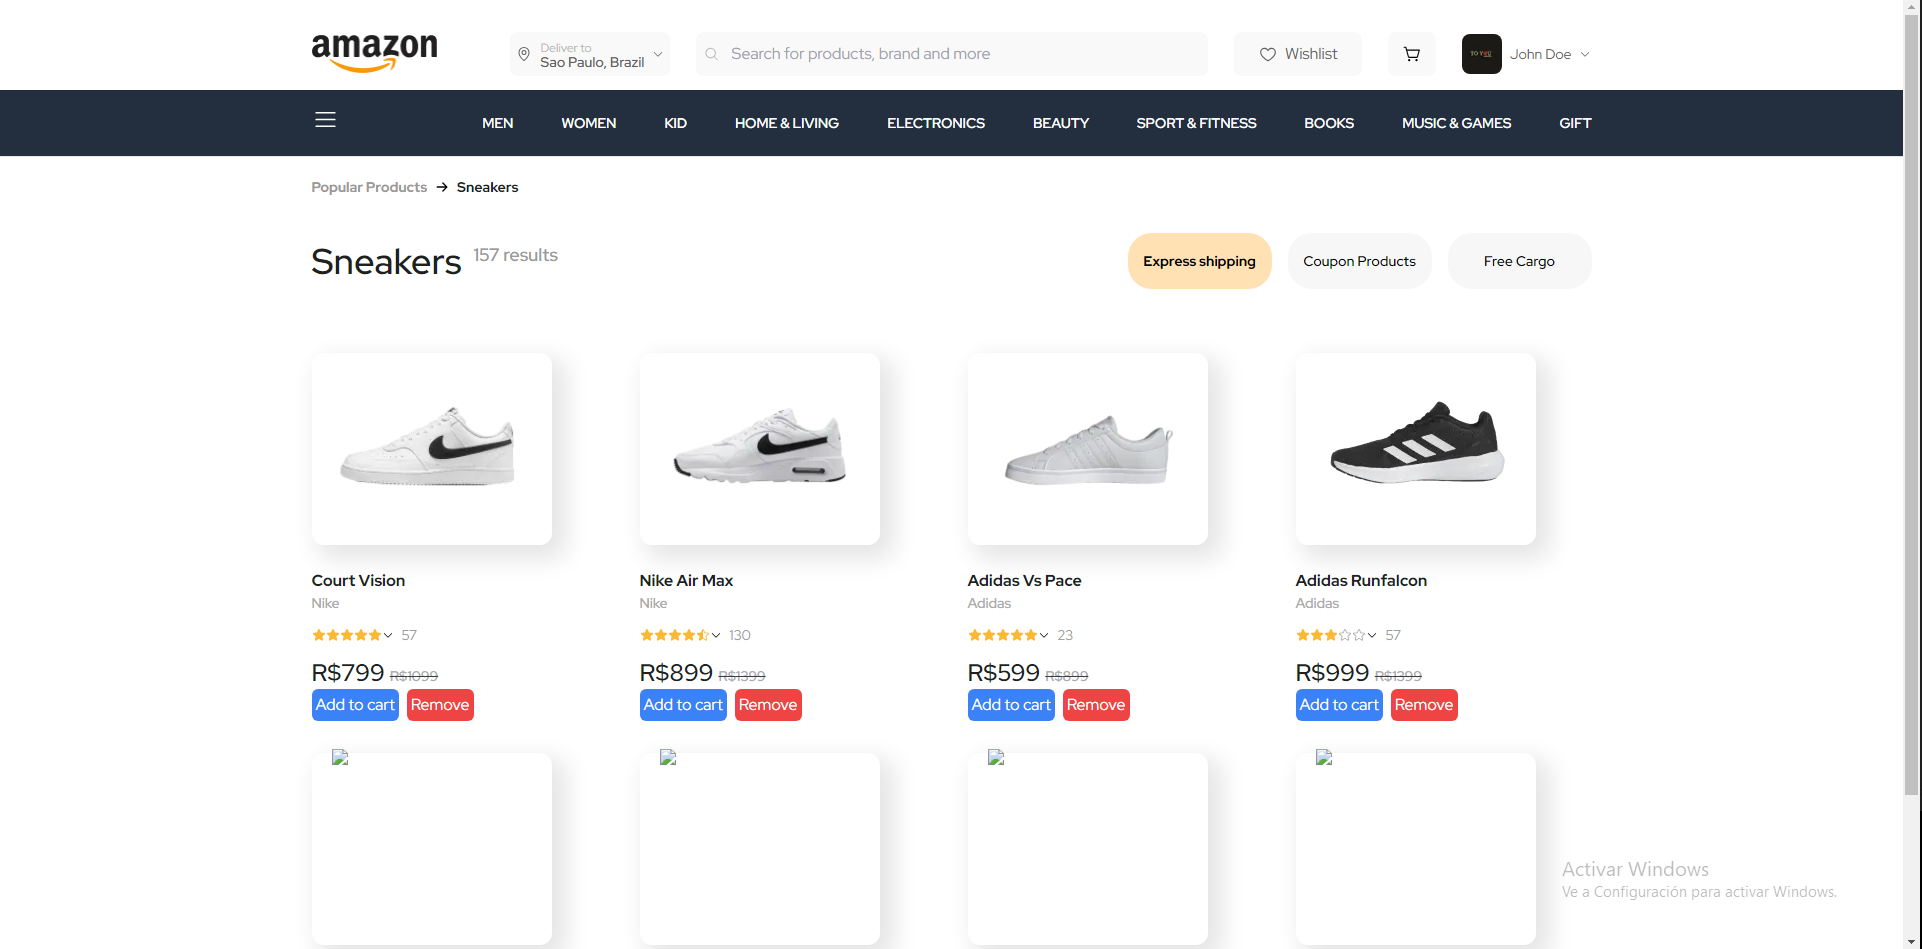 amazon
Deliver to
Sao Paulo, Brazil
Search for products, brand and more
Wishlist
TO YOU
John Doe
MEN WOMEN KID HOME & LIVING ELECTRONICS BEAUTY SPORT & FITNESS BOOKS MUSIC & GAMES GIFT
Popular Products → Sneakers
Sneakers 157 results
Express shipping Coupon Products Free Cargo
Court Vision
Nike
57
R$799 R$1099
Add to cart Remove
Nike Air Max
Nike
130
R$899 R$1399
Add to cart Remove
Adidas Vs Pace
Adidas
23
R$599 R$899
Add to cart Remove
Adidas Runfalcon
Adidas
57
R$999 R$1399
Add to cart Remove
Activar Windows
Ve a Configuración para activar Windows.